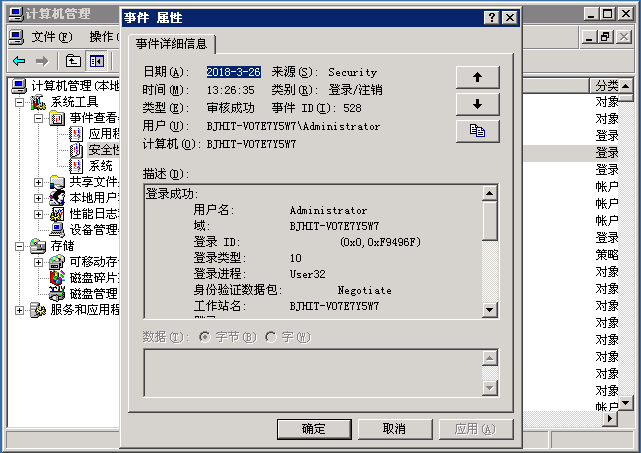 计算机管理
事件 属性
文件(F) 操作
事件详细信息
日期(A): 2018-3-26 来源(S): Security
时间(M): 13:26:35 类别(R): 登录/注销
类型(E): 审核成功 事件 ID(I): 528
用户(U): BJHIT-VO7E7Y5W7\Administrator
计算机(O): BJHIT-VO7E7Y5W7
描述(D):
登录成功:
用户名: Administrator
域: BJHIT-VO7E7Y5W7
登录 ID: (0x0,0xF9496F)
登录类型: 10
登录进程: User32
身份验证数据包: Negotiate
工作站名: BJHIT-VO7E7Y5W7
数据(T): 字节(B) 字(W)
确定 取消 应用(A)
计算机管理(本地
系统工具
事件查看
应用程
安全性
系统
共享文件
本地用户
性能日志
设备管理
存储
可移动存
磁盘碎片
磁盘管理
服务和应用程
分类
对象
对象
登录
登录
登录
帐户
帐户
帐户
登录
策略
对象
对象
对象
对象
对象
对象
对象
对象
帐户